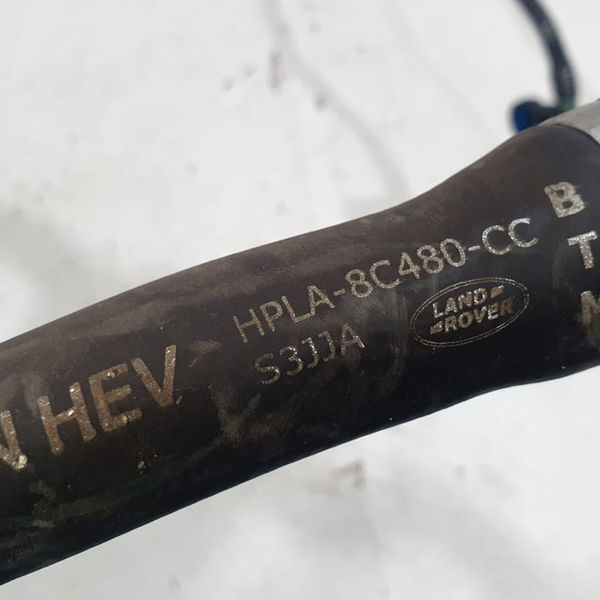 N HEV
HPLA-8C480-CC
S3JJA
LAND
ROVER
B
T
M